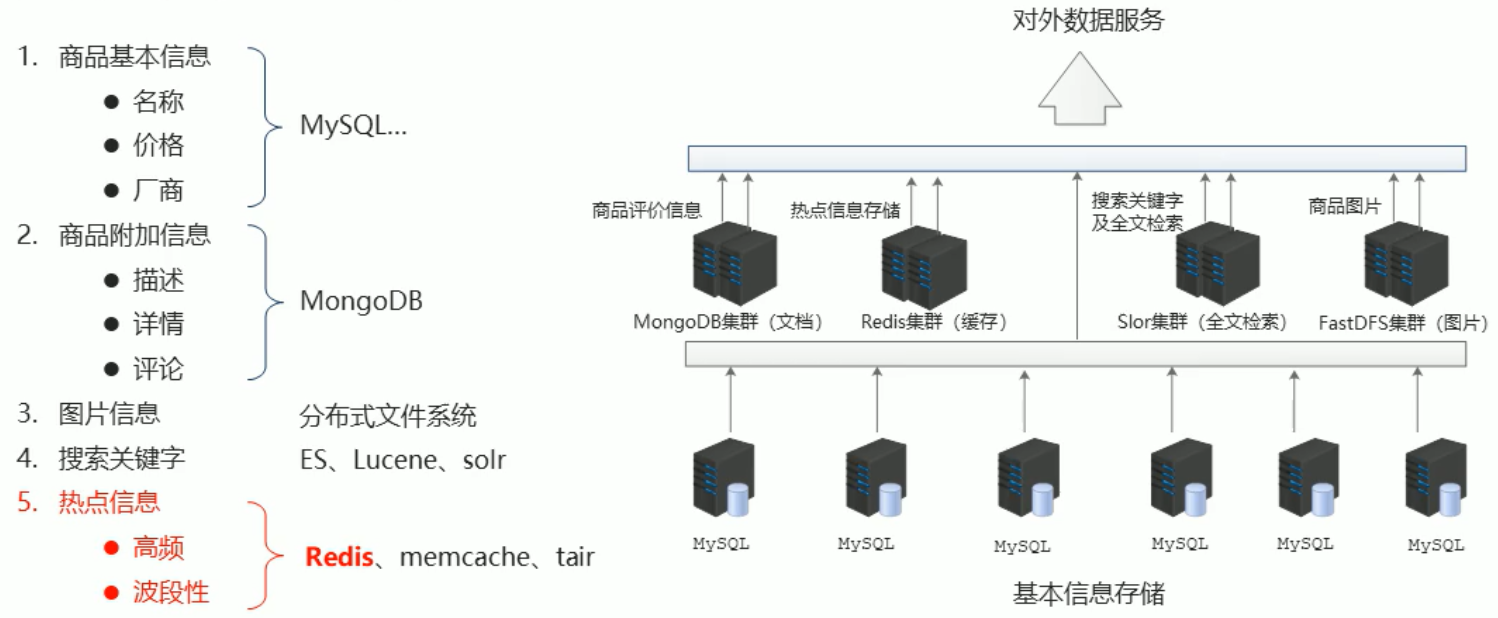 1. 商品基本信息
● 名称
● 价格
● 厂商
MySQL...
2. 商品附加信息
● 描述
● 详情
● 评论
MongoDB
3. 图片信息 分布式文件系统
4. 搜索关键字 ES、Lucene、solr
5. 热点信息
● 高频
● 波段性
Redis、memcache、tair
对外数据服务
商品评价信息
热点信息存储
搜索关键字
及全文检索
商品图片
MongoDB集群（文档）
Redis集群（缓存）
Slor集群（全文检索）
FastDFS集群（图片）
MySQL
MySQL
MySQL
MySQL
MySQL
MySQL
基本信息存储